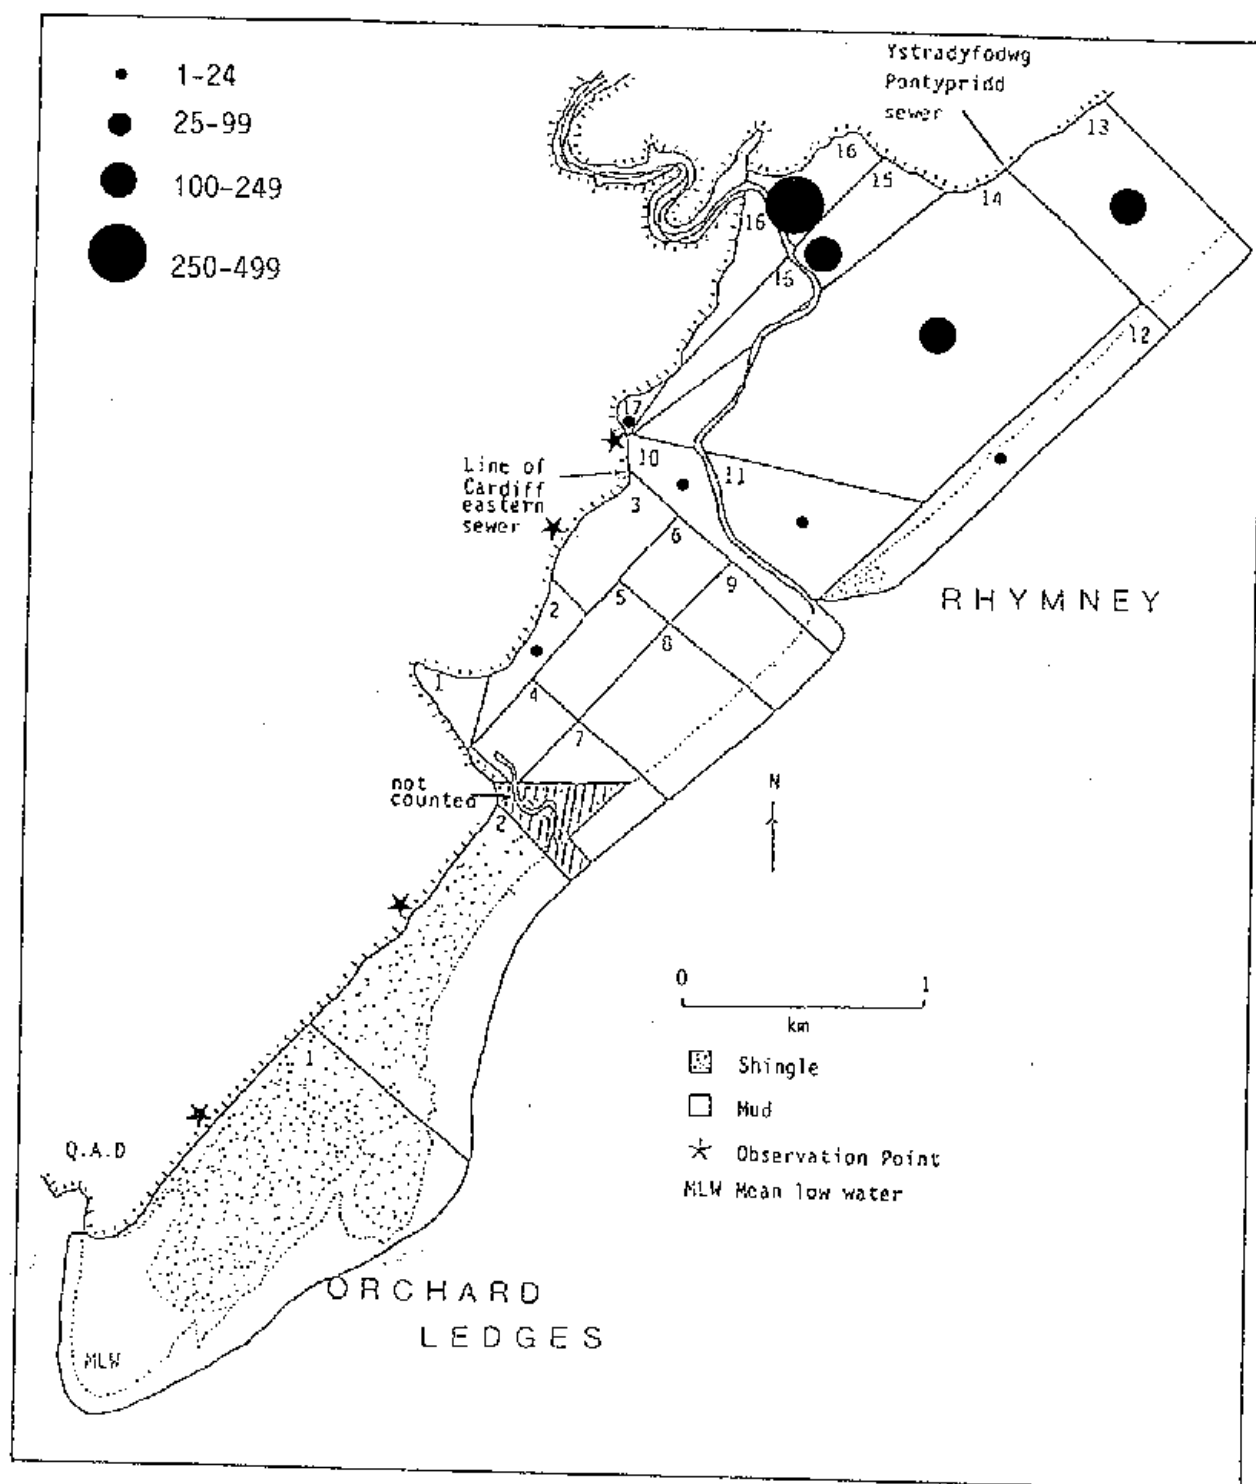 1-24
25-99
100-249
250-499
Ystradyfodwg
Pontypridd
sewer
13
16
15
14
16
15
12
17
10
11
Line of
Cardiff
eastern
sewer
3
6
9
5
2
8
RHYMNEY
1
4
7
not
counted
2
N
0 1
km
1
Shingle
Mud
Observation Point
MLW Mean low water
Q.A.D
ORCHARD
LEDGES
MLW